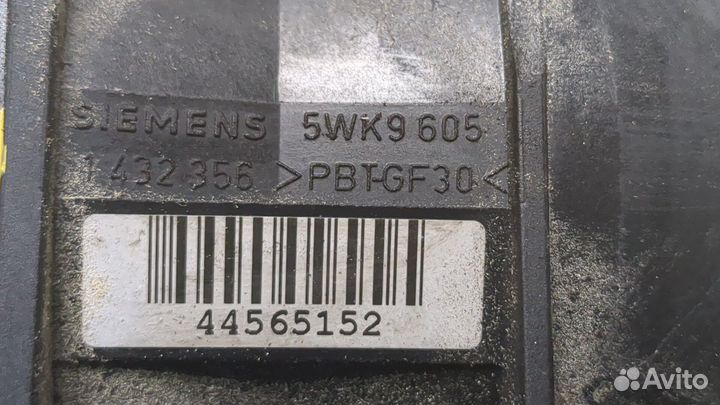 SIEMENS 5WK9 605
1 432 356 >PBT-GF30<
44565152
Avito